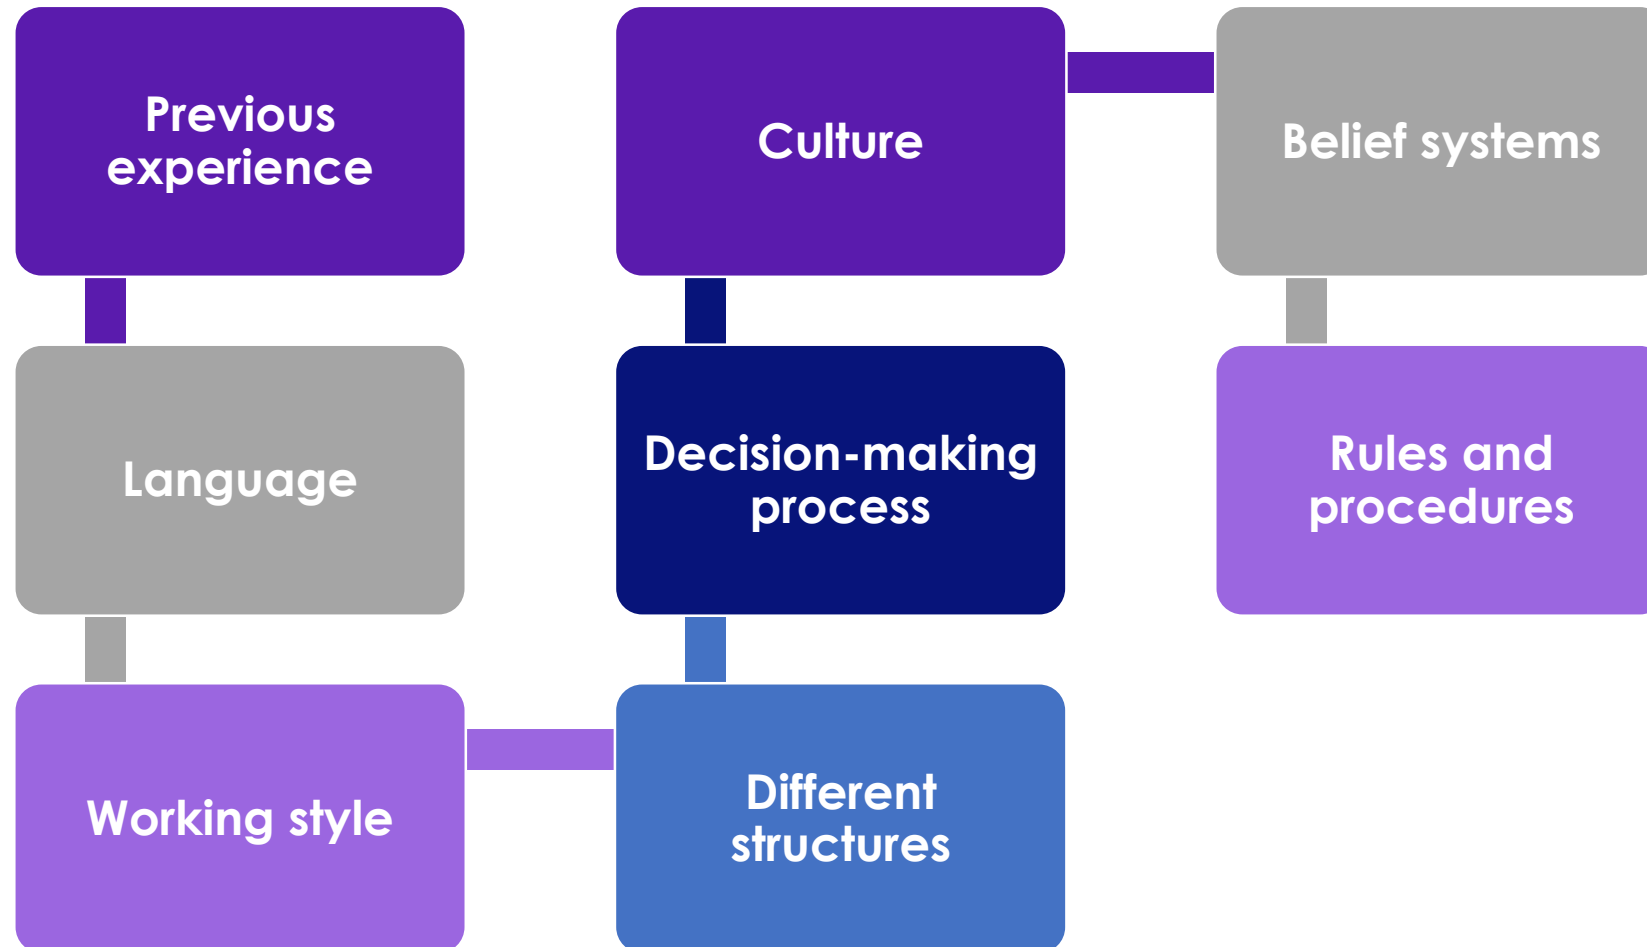 Previous
experience
Language
Working style
Different
structures
Decision-making
process
Culture
Belief systems
Rules and
procedures